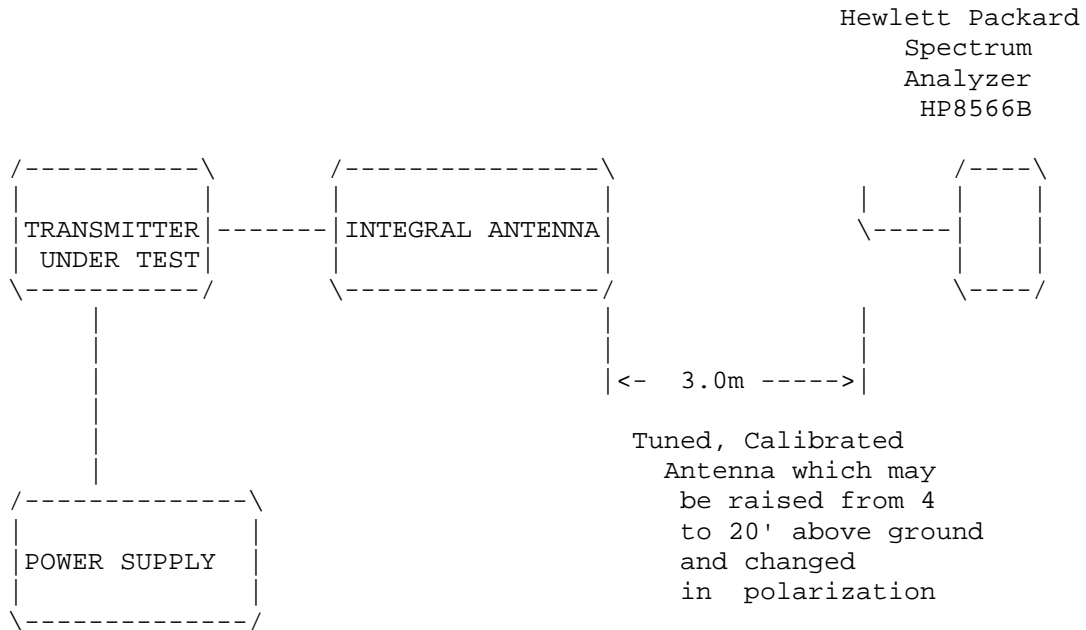 Hewlett Packard
Spectrum
Analyzer
HP8566B
TRANSMITTER
UNDER TEST
INTEGRAL ANTENNA
|<- 3.0m ----->|
Tuned, Calibrated
Antenna which may
be raised from 4
to 20' above ground
and changed
in polarization
POWER SUPPLY